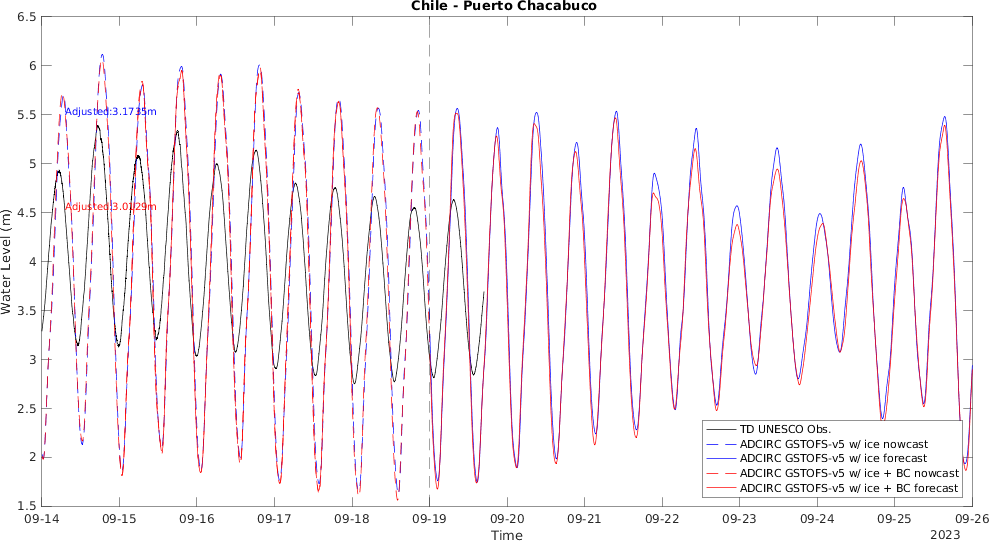 Chile - Puerto Chacabuco
6.5
6
5.5
5
4.5
4
3.5
3
2.5
2
1.5
Water Level (m)
Adjusted:3.1735m
Adjusted:3.0729m
TD UNESCO Obs.
ADCIRC GSTOFS-v5 w/ ice nowcast
ADCIRC GSTOFS-v5 w/ ice forecast
ADCIRC GSTOFS-v5 w/ ice + BC nowcast
ADCIRC GSTOFS-v5 w/ ice + BC forecast
09-14 09-15 09-16 09-17 09-18 09-19 09-20 09-21 09-22 09-23 09-24 09-25 09-26
Time
2023